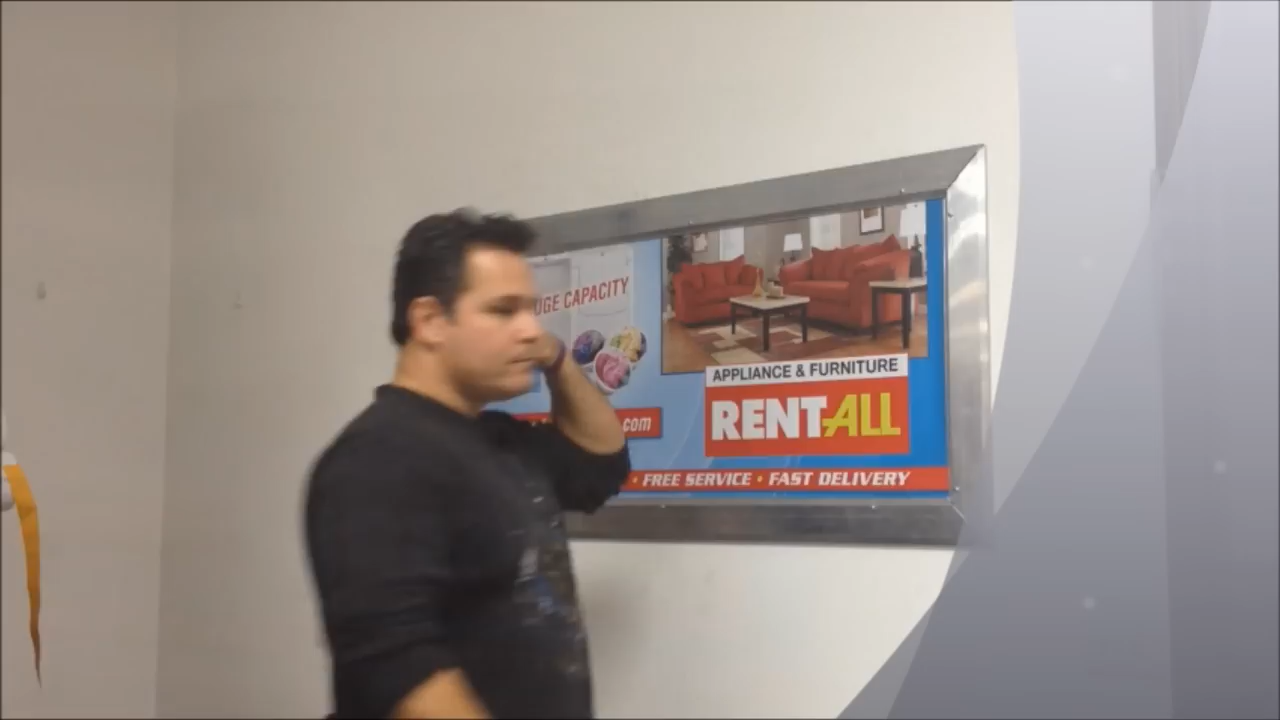 UGE CAPACITY
.com
APPLIANCE & FURNITURE
RENTALL
• FREE SERVICE • FAST DELIVERY